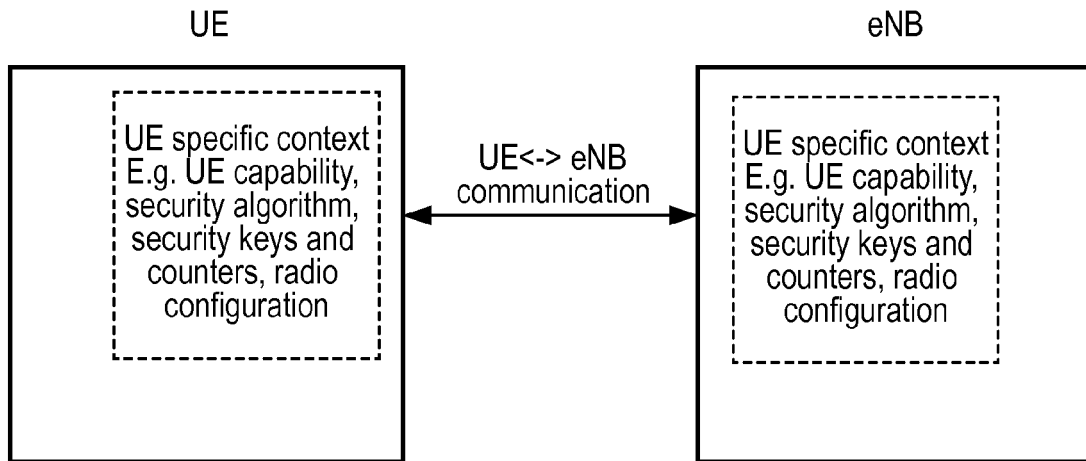 UE
eNB
UE specific context
E.g. UE capability,
security algorithm,
security keys and
counters, radio
configuration
UE<-> eNB
communication
UE specific context
E.g. UE capability,
security algorithm,
security keys and
counters, radio
configuration